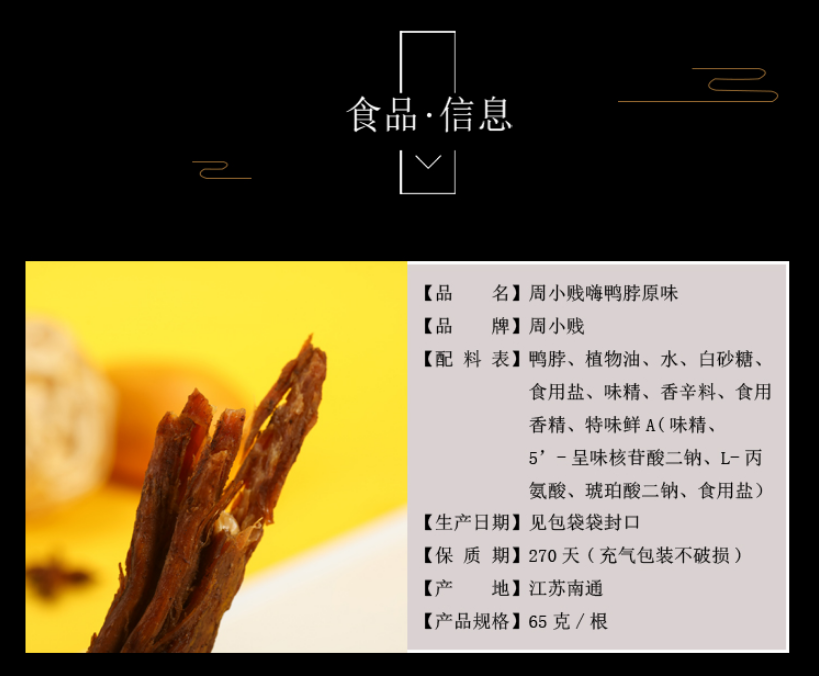 食品·信息
【品　　名】周小贱嗨鸭脖原味
【品　　牌】周小贱
【配 料 表】鸭脖、植物油、水、白砂糖、
食用盐、味精、香辛料、食用
香精、特味鲜A(味精、
5’-呈味核苷酸二钠、L-丙
氨酸、琥珀酸二钠、食用盐）
【生产日期】见包袋袋封口
【保 质 期】270天（充气包装不破损）
【产　　地】江苏南通
【产品规格】65克/根